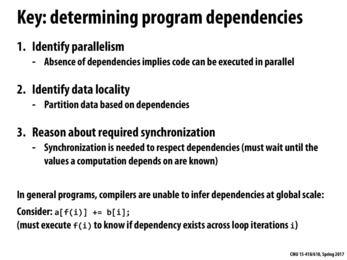 Key: determining program dependencies
1. Identify parallelism
- Absence of dependencies implies code can be executed in parallel
2. Identify data locality
- Partition data based on dependencies
3. Reason about required synchronization
- Synchronization is needed to respect dependencies (must wait until the
values a computation depends on are known)
In general programs, compilers are unable to infer dependencies at global scale:
Consider: a[f(i)] += b[i];
(must execute f(i) to know if dependency exists across loop iterations i)
CMU 15-418/618, Spring 2017